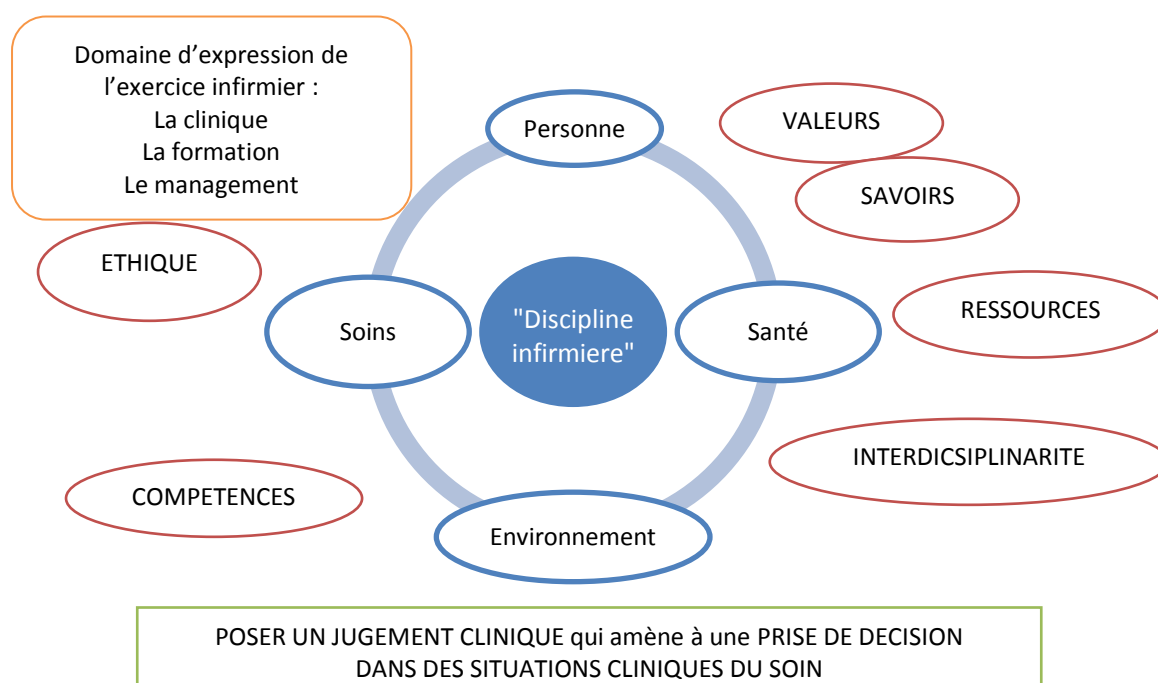 Domaine d’expression de
l’exercice infirmier :
La clinique
La formation
Le management
Personne
VALEURS
SAVOIRS
ETHIQUE
Soins
"Discipline
infirmiere"
Santé
RESSOURCES
INTERDICSIPLINARITE
COMPETENCES
Environnement
POSER UN JUGEMENT CLINIQUE qui amène à une PRISE DE DECISION
DANS DES SITUATIONS CLINIQUES DU SOIN